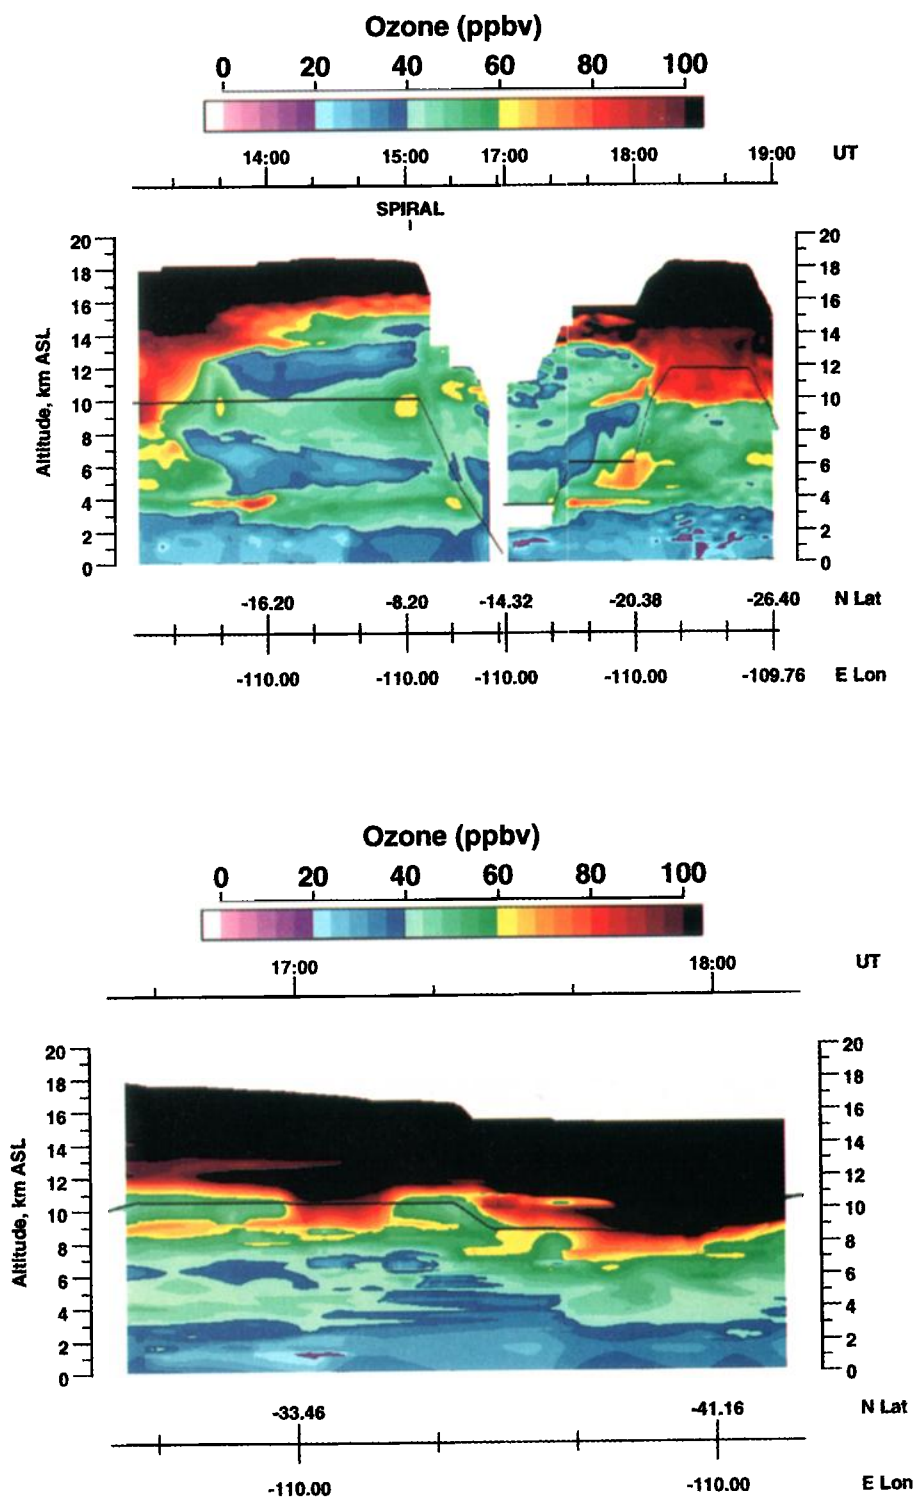 Ozone (ppbv)
0 20 40 60 80 100
14:00 15:00 17:00 18:00 19:00 UT
SPIRAL
20 20
18 18
16 16
14 14
12 12
10 10
8 8
6 6
4 4
2 2
0 0
Altitude, km ASL
-16.20 -8.20 -14.32 -20.38 -26.40 N Lat
-110.00 -110.00 -110.00 -110.00 -109.76 E Lon
Ozone (ppbv)
0 20 40 60 80 100
17:00 18:00 UT
20 20
18 18
16 16
14 14
12 12
10 10
8 8
6 6
4 4
2 2
0 0
Altitude, km ASL
-33.46 -41.16 N Lat
-110.00 -110.00 E Lon